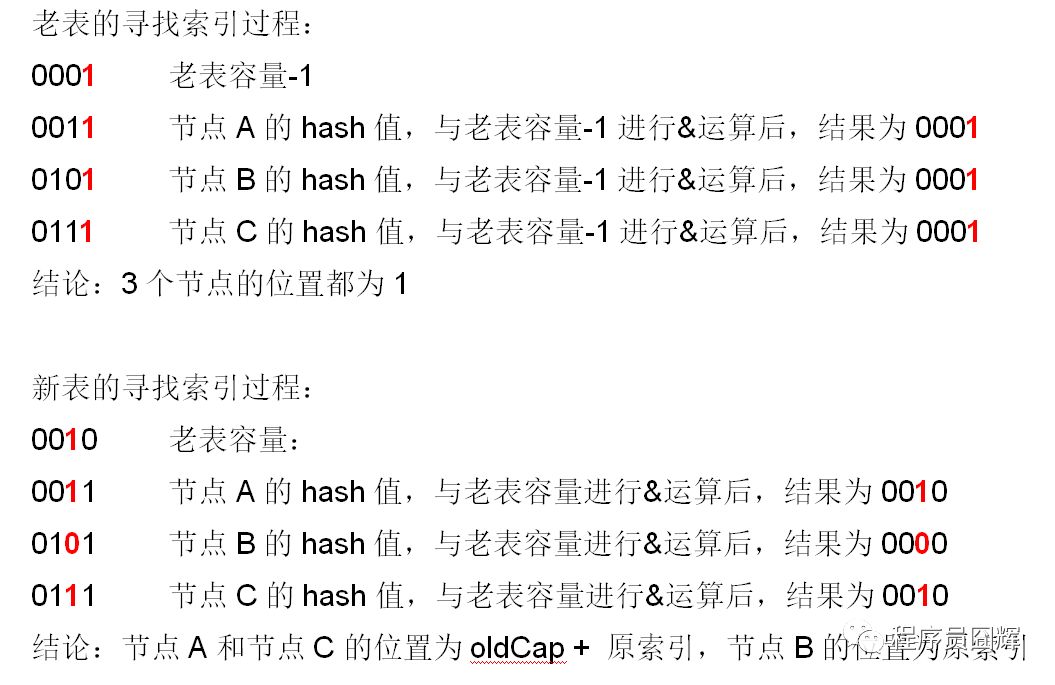 老表的寻找索引过程：
0001 老表容量-1
0011 节点 A 的 hash 值，与老表容量-1 进行&运算后，结果为 0001
0101 节点 B 的 hash 值，与老表容量-1 进行&运算后，结果为 0001
0111 节点 C 的 hash 值，与老表容量-1 进行&运算后，结果为 0001
结论：3 个节点的位置都为 1
新表的寻找索引过程：
0010 老表容量：
0011 节点 A 的 hash 值，与老表容量进行&运算后，结果为 0010
0101 节点 B 的 hash 值，与老表容量进行&运算后，结果为 0000
0111 节点 C 的 hash 值，与老表容量进行&运算后，结果为 0010
结论：节点 A 和节点 C 的位置为 oldCap + 原索引，节点 B 的位置为原索引
程序员囧辉